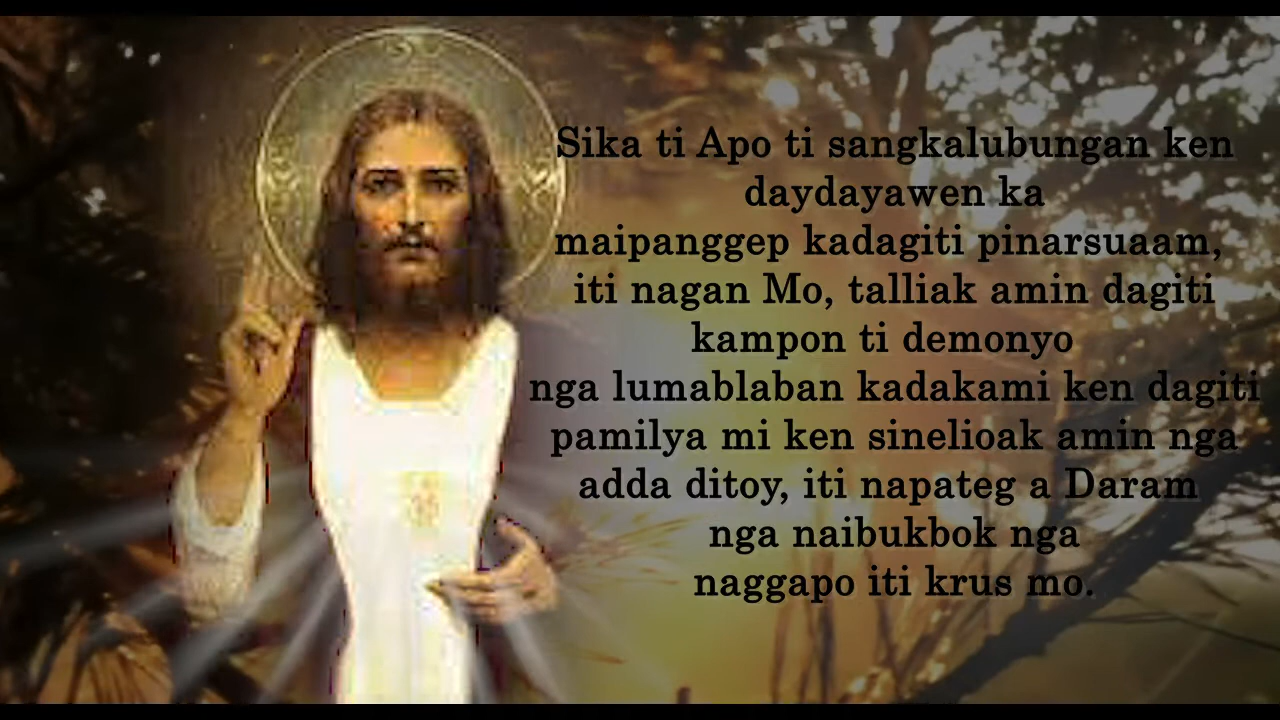 Sika ti Apo ti sangkalubungan ken
daydayawen ka
maipanggep kadagiti pinarsuaam,
iti nagan Mo, talliak amin dagiti
kampon ti demonyo
nga lumablaban kadakami ken dagiti
pamilya mi ken sinelioak amin nga
adda ditoy, iti napateg a Daram
nga naibukbok nga
naggapo iti krus mo.